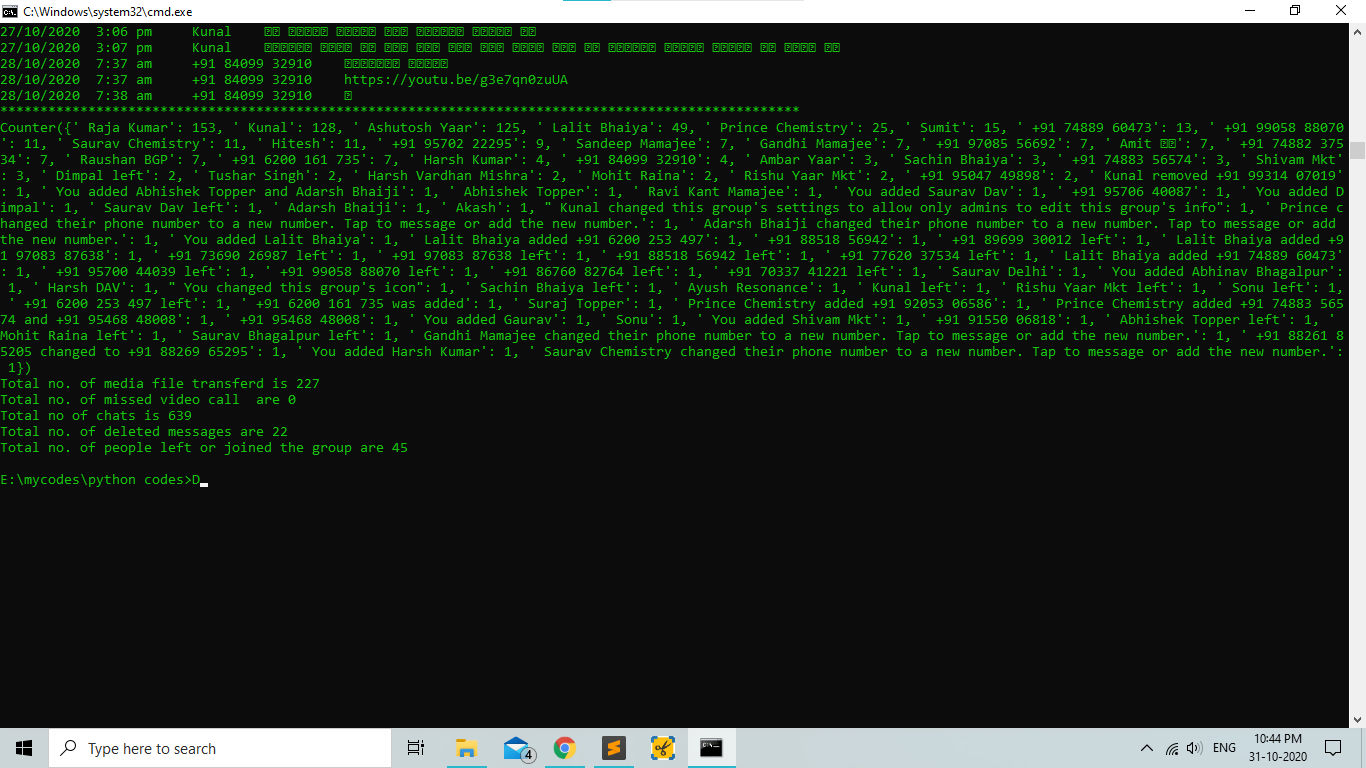 C:\Windows\system32\cmd.exe
27/10/2020 3:06 pm Kunal
27/10/2020 3:07 pm Kunal
28/10/2020 7:37 am +91 84099 32910
28/10/2020 7:37 am +91 84099 32910 https://youtu.be/g3e7qn0zuUA
28/10/2020 7:38 am +91 84099 32910
****************************************************************************************************
Counter({' Raja Kumar': 153, ' Kunal': 128, ' Ashutosh Yaar': 125, ' Lalit Bhaiya': 49, ' Prince Chemistry': 25, ' Sumit': 15, ' +91 74889 60473': 13, ' +91 99058 88070
': 11, ' Saurav Chemistry': 11, ' Hitesh': 11, ' +91 95702 22295': 9, ' Sandeep Mamajee': 7, ' Gandhi Mamajee': 7, ' +91 97085 56692': 7, ' Amit ': 7, ' +91 74882 375
34': 7, ' Raushan BGP': 7, ' +91 6200 161 735': 7, ' Harsh Kumar': 4, ' +91 84099 32910': 4, ' Ambar Yaar': 3, ' Sachin Bhaiya': 3, ' +91 74883 56574': 3, ' Shivam Mkt'
: 3, ' Dimpal left': 2, ' Tushar Singh': 2, ' Harsh Vardhan Mishra': 2, ' Mohit Raina': 2, ' Rishu Yaar Mkt': 2, ' +91 95047 49898': 2, ' Kunal removed +91 99314 07019'
: 1, ' You added Abhishek Topper and Adarsh Bhaiji': 1, ' Abhishek Topper': 1, ' Ravi Kant Mamajee': 1, ' You added Saurav Dav': 1, ' +91 95706 40087': 1, ' You added D
impal': 1, ' Saurav Dav left': 1, ' Adarsh Bhaiji': 1, ' Akash': 1, " Kunal changed this group's settings to allow only admins to edit this group's info": 1, ' Prince c
hanged their phone number to a new number. Tap to message or add the new number.': 1, ' Adarsh Bhaiji changed their phone number to a new number. Tap to message or add
the new number.': 1, ' You added Lalit Bhaiya': 1, ' Lalit Bhaiya added +91 6200 253 497': 1, ' +91 88518 56942': 1, ' +91 89699 30012 left': 1, ' Lalit Bhaiya added +9
1 97083 87638': 1, ' +91 73690 26987 left': 1, ' +91 97083 87638 left': 1, ' +91 88518 56942 left': 1, ' +91 77620 37534 left': 1, ' Lalit Bhaiya added +91 74889 60473'
: 1, ' +91 95700 44039 left': 1, ' +91 99058 88070 left': 1, ' +91 86760 82764 left': 1, ' +91 70337 41221 left': 1, ' Saurav Delhi': 1, ' You added Abhinav Bhagalpur':
1, ' Harsh DAV': 1, " You changed this group's icon": 1, ' Sachin Bhaiya left': 1, ' Ayush Resonance': 1, ' Kunal left': 1, ' Rishu Yaar Mkt left': 1, ' Sonu left': 1,
' +91 6200 253 497 left': 1, ' +91 6200 161 735 was added': 1, ' Suraj Topper': 1, ' Prince Chemistry added +91 92053 06586': 1, ' Prince Chemistry added +91 74883 565
74 and +91 95468 48008': 1, ' +91 95468 48008': 1, ' You added Gaurav': 1, ' Sonu': 1, ' You added Shivam Mkt': 1, ' +91 91550 06818': 1, ' Abhishek Topper left': 1, '
Mohit Raina left': 1, ' Saurav Bhagalpur left': 1, ' Gandhi Mamajee changed their phone number to a new number. Tap to message or add the new number.': 1, ' +91 88261 8
5205 changed to +91 88269 65295': 1, ' You added Harsh Kumar': 1, ' Saurav Chemistry changed their phone number to a new number. Tap to message or add the new number.':
1})
Total no. of media file transferd is 227
Total no. of missed video call  are 0
Total no of chats is 639
Total no. of deleted messages are 22
Total no. of people left or joined the group are 45
E:\mycodes\python codes>D
Type here to search
4
ENG
10:44 PM
31-10-2020